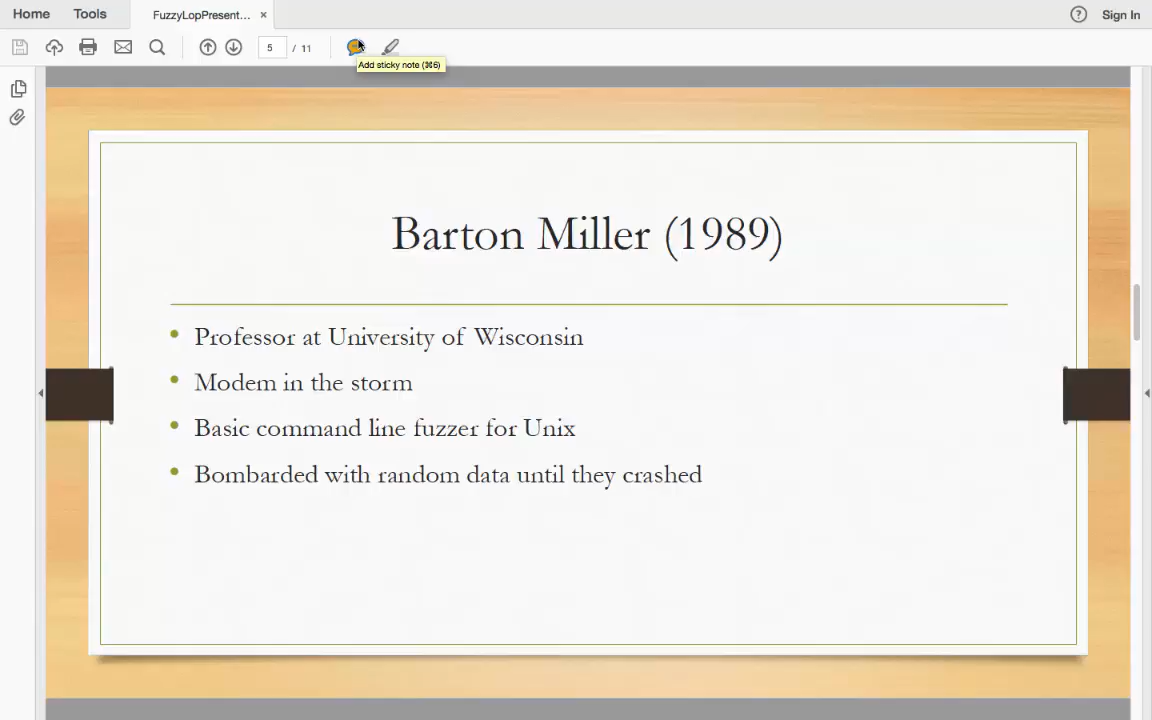 Home Tools FuzzyLopPresent... × Sign In
5 / 11
Add sticky note (⌘6)
Barton Miller (1989)
Professor at University of Wisconsin
Modem in the storm
Basic command line fuzzer for Unix
Bombarded with random data until they crashed